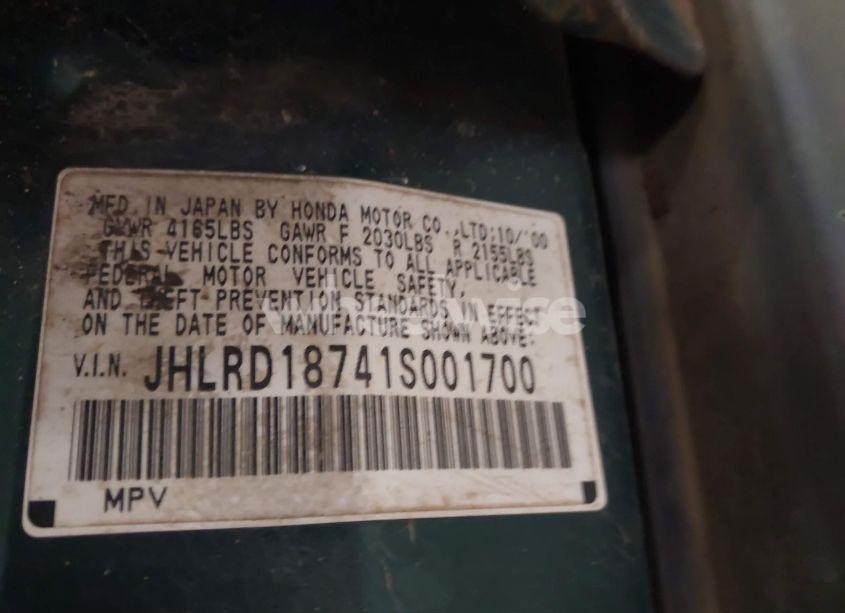 MFD IN JAPAN BY HONDA MOTOR CO.,LTD;10/'00
GVWR 4165LBS GAWR F 2030LBS R 2155LBS
THIS VEHICLE CONFORMS TO ALL APPLICABLE
FEDERAL MOTOR VEHICLE SAFETY,
AND THEFT PREVENTION STANDARDS IN EFFECT
ON THE DATE OF MANUFACTURE SHOWN ABOVE:
V.I.N. JHLRD18741S001700
MPV